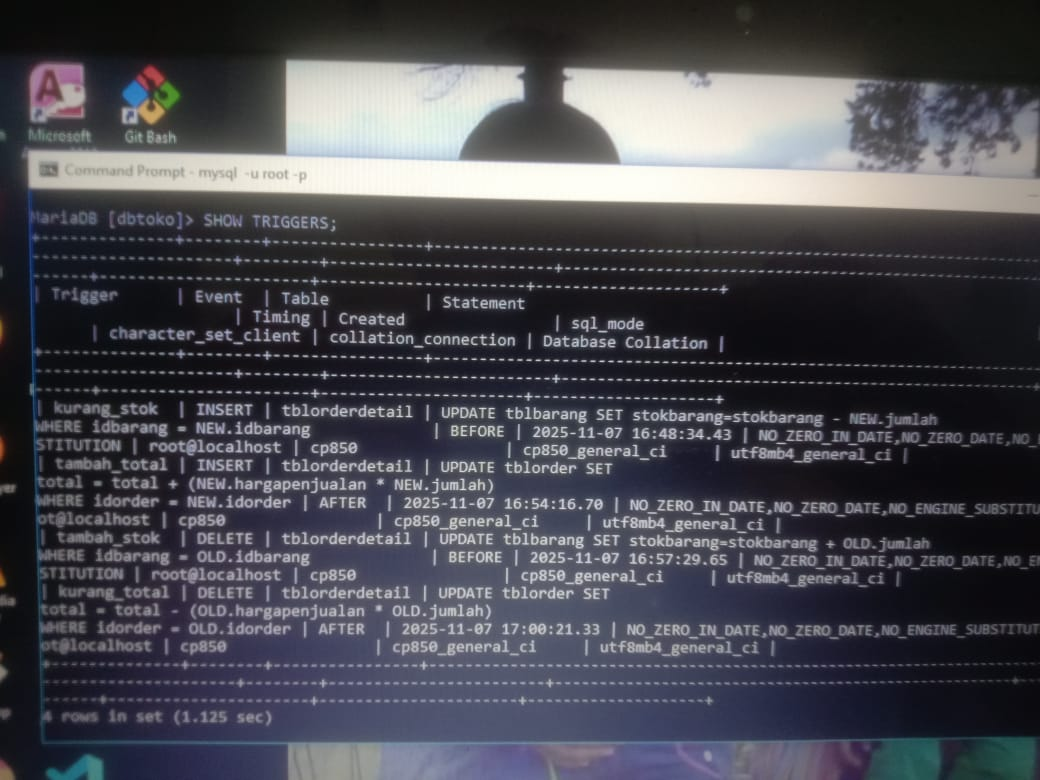 Microsoft
Git Bash
Command Prompt - mysql -u root -p
MariaDB [dbtoko]> SHOW TRIGGERS;
| Trigger | Event | Table | Statement
| Timing | Created | sql_mode
| character_set_client | collation_connection | Database Collation |
| kurang_stok | INSERT | tblorderdetail | UPDATE tblbarang SET stokbarang=stokbarang - NEW.jumlah
WHERE idbarang = NEW.idbarang | BEFORE | 2025-11-07 16:48:34.43 | NO_ZERO_IN_DATE,NO_ZERO_DATE,NO_
STITUTION | root@localhost | cp850 | cp850_general_ci | utf8mb4_general_ci |
| tambah_total | INSERT | tblorderdetail | UPDATE tblorder SET
total = total + (NEW.hargapenjualan * NEW.jumlah)
WHERE idorder = NEW.idorder | AFTER | 2025-11-07 16:54:16.70 | NO_ZERO_IN_DATE,NO_ZERO_DATE,NO_ENGINE_SUBSTITU
ot@localhost | cp850 | cp850_general_ci | utf8mb4_general_ci |
| tambah_stok | DELETE | tblorderdetail | UPDATE tblbarang SET stokbarang=stokbarang + OLD.jumlah
WHERE idbarang = OLD.idbarang | BEFORE | 2025-11-07 16:57:29.65 | NO_ZERO_IN_DATE,NO_ZERO_DATE,NO_EN
STITUTION | root@localhost | cp850 | cp850_general_ci | utf8mb4_general_ci |
| kurang_total | DELETE | tblorderdetail | UPDATE tblorder SET
total = total - (OLD.hargapenjualan * OLD.jumlah)
WHERE idorder = OLD.idorder | AFTER | 2025-11-07 17:00:21.33 | NO_ZERO_IN_DATE,NO_ZERO_DATE,NO_ENGINE_SUBSTITUT
ot@localhost | cp850 | cp850_general_ci | utf8mb4_general_ci |
4 rows in set (1.125 sec)